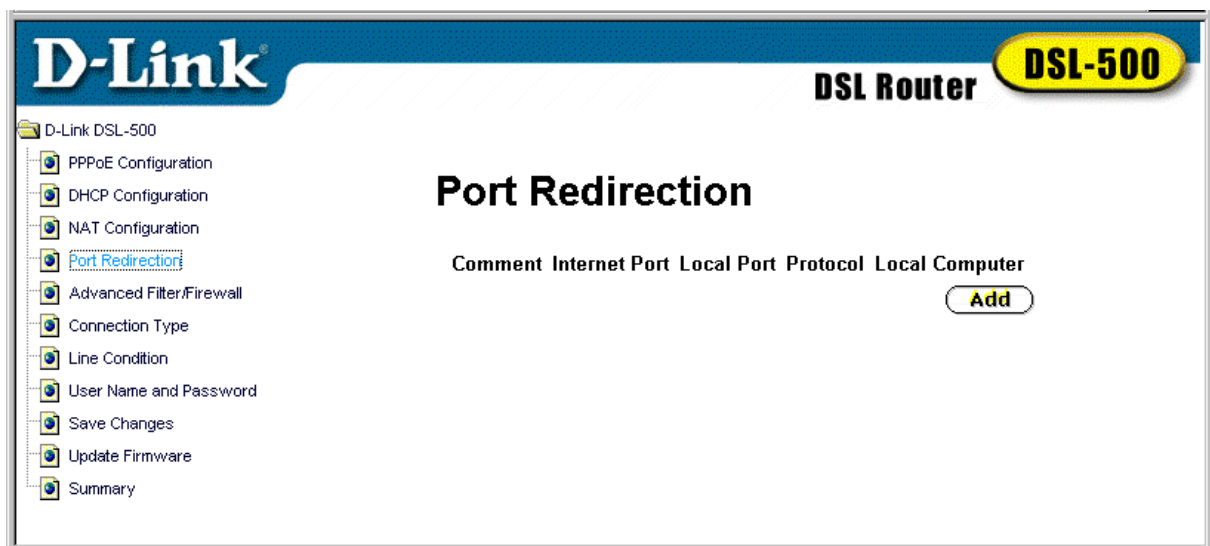 D-Link®
DSL Router DSL-500
D-Link DSL-500
PPPoE Configuration
DHCP Configuration
NAT Configuration
Port Redirection
Advanced Filter/Firewall
Connection Type
Line Condition
User Name and Password
Save Changes
Update Firmware
Summary
Port Redirection
Comment Internet Port Local Port Protocol Local Computer
Add